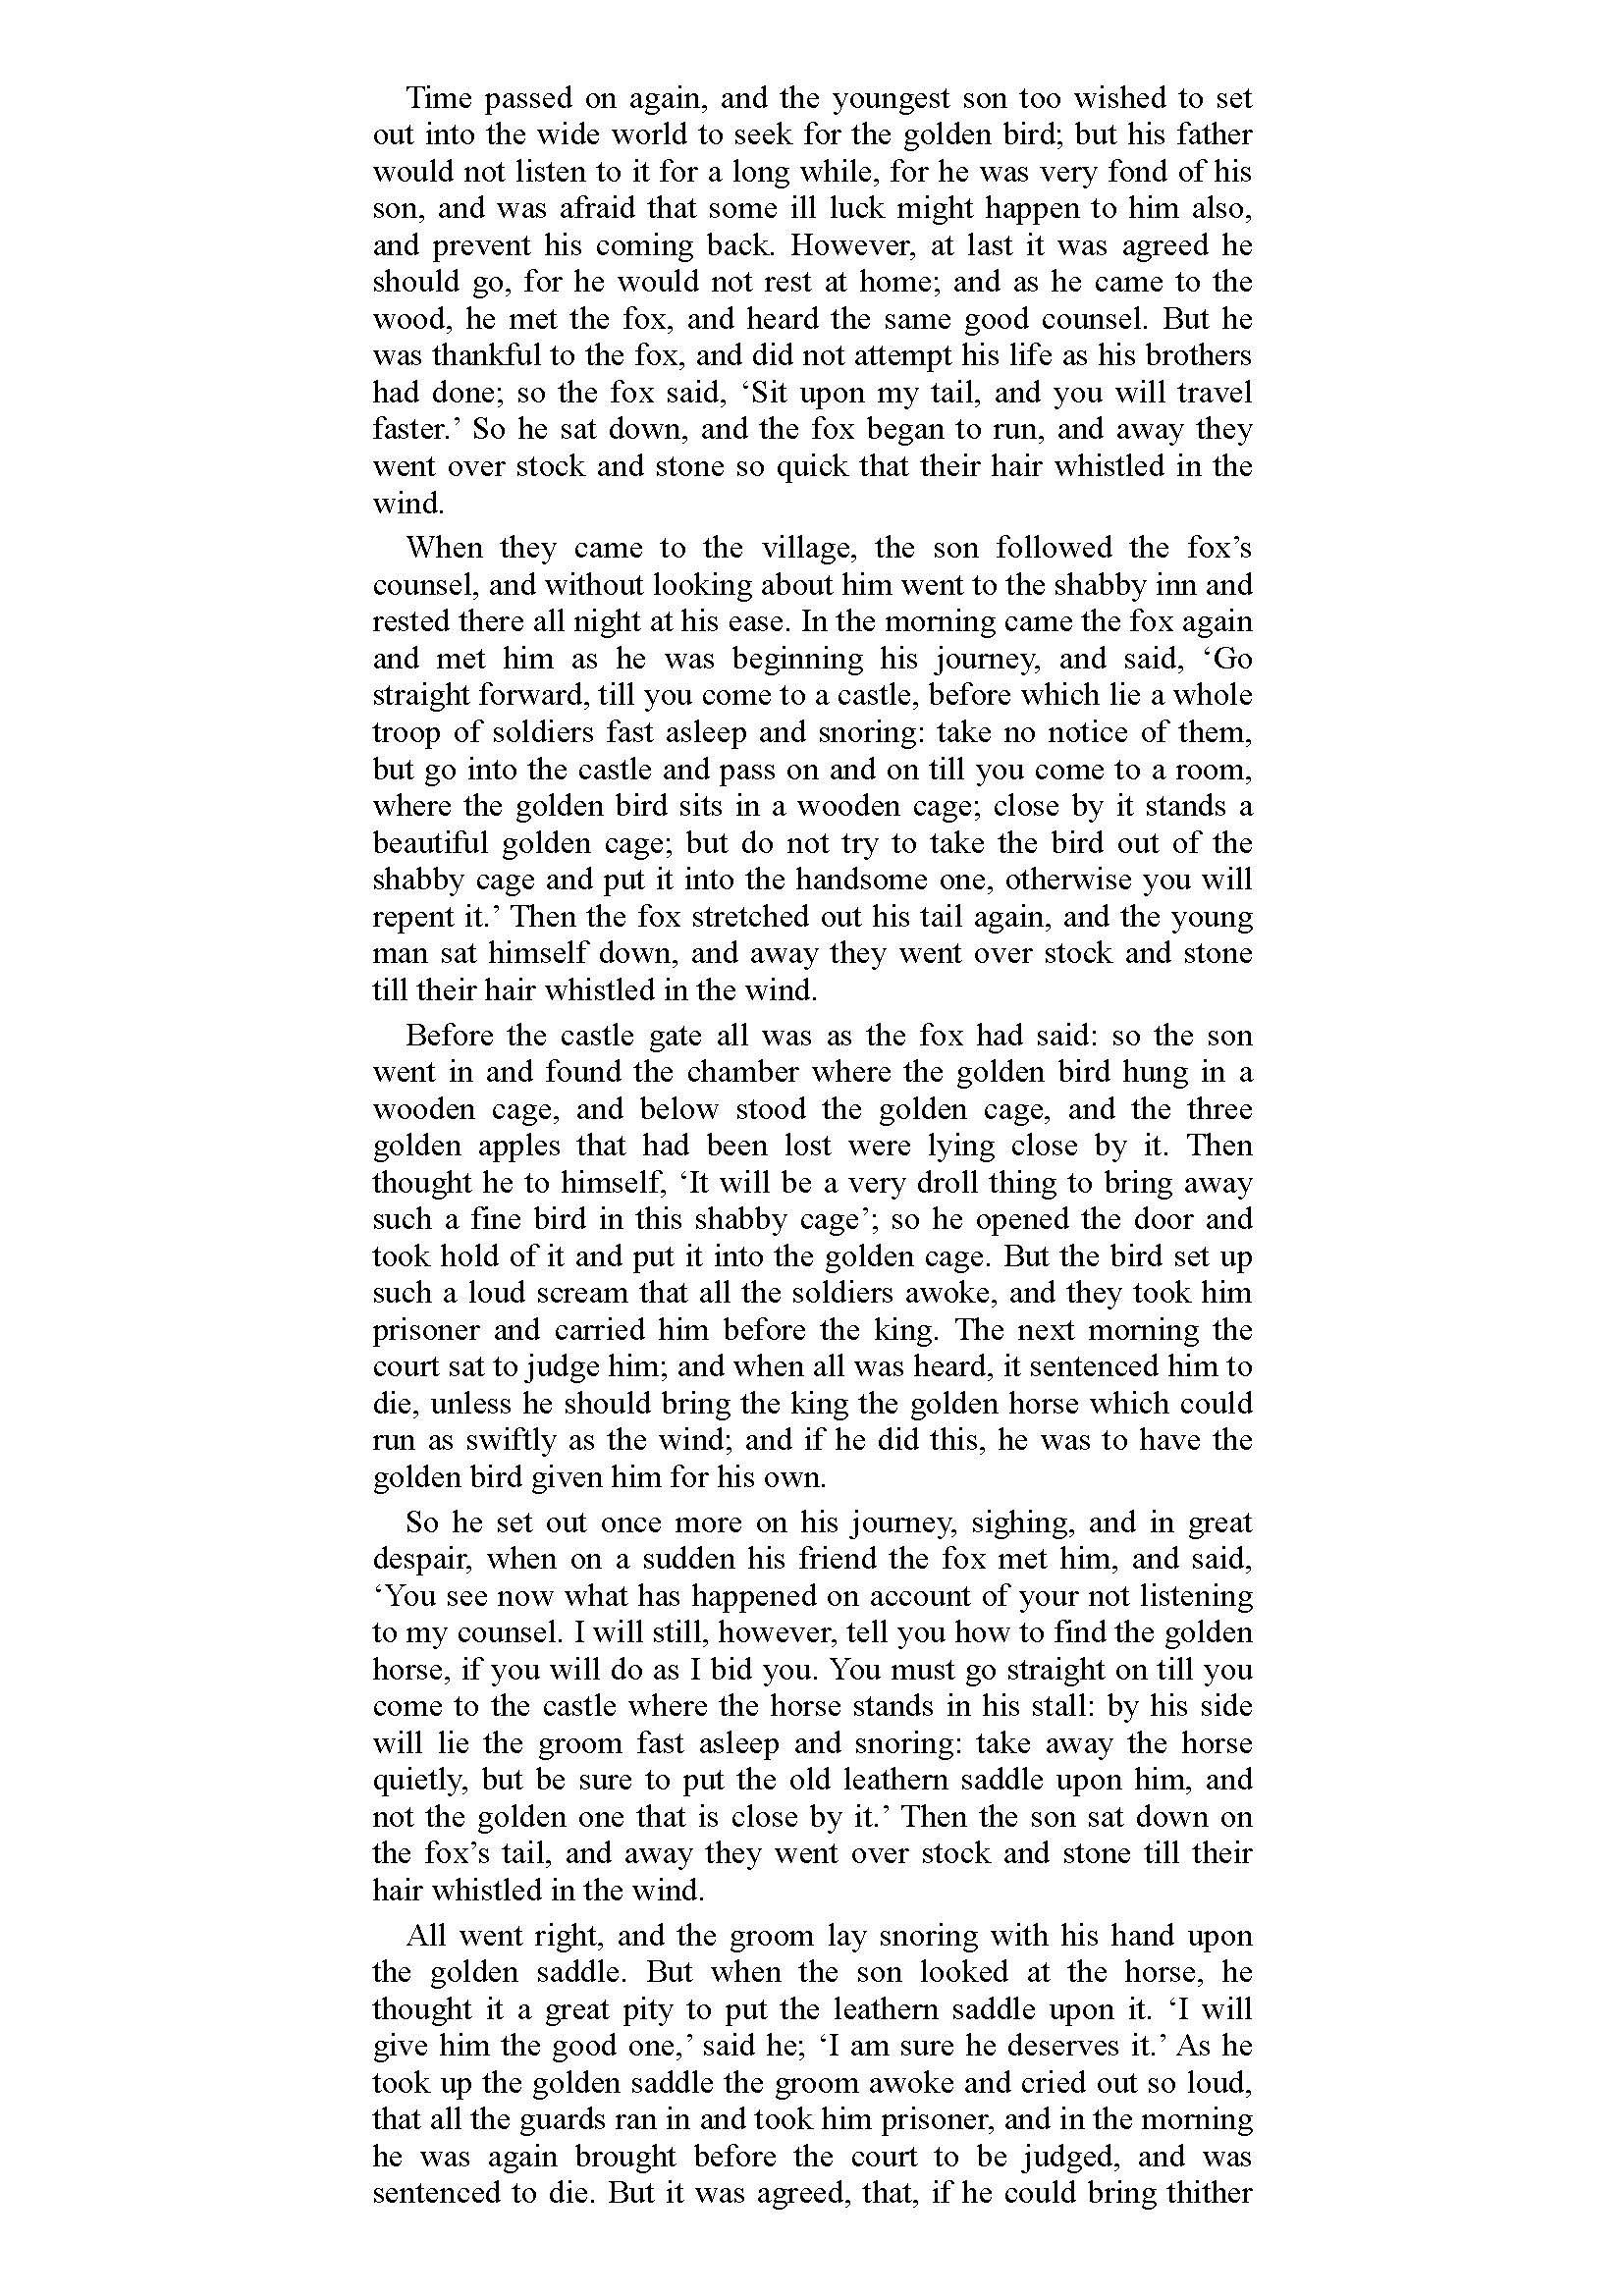 Time passed on again, and the youngest son too wished to set
out into the wide world to seek for the golden bird; but his father
would not listen to it for a long while, for he was very fond of his
son, and was afraid that some ill luck might happen to him also,
and prevent his coming back. However, at last it was agreed he
should go, for he would not rest at home; and as he came to the
wood, he met the fox, and heard the same good counsel. But he
was thankful to the fox, and did not attempt his life as his brothers
had done; so the fox said, ‘Sit upon my tail, and you will travel
faster.’ So he sat down, and the fox began to run, and away they
went over stock and stone so quick that their hair whistled in the
wind.
When they came to the village, the son followed the fox’s
counsel, and without looking about him went to the shabby inn and
rested there all night at his ease. In the morning came the fox again
and met him as he was beginning his journey, and said, ‘Go
straight forward, till you come to a castle, before which lie a whole
troop of soldiers fast asleep and snoring: take no notice of them,
but go into the castle and pass on and on till you come to a room,
where the golden bird sits in a wooden cage; close by it stands a
beautiful golden cage; but do not try to take the bird out of the
shabby cage and put it into the handsome one, otherwise you will
repent it.’ Then the fox stretched out his tail again, and the young
man sat himself down, and away they went over stock and stone
till their hair whistled in the wind.
Before the castle gate all was as the fox had said: so the son
went in and found the chamber where the golden bird hung in a
wooden cage, and below stood the golden cage, and the three
golden apples that had been lost were lying close by it. Then
thought he to himself, ‘It will be a very droll thing to bring away
such a fine bird in this shabby cage’; so he opened the door and
took hold of it and put it into the golden cage. But the bird set up
such a loud scream that all the soldiers awoke, and they took him
prisoner and carried him before the king. The next morning the
court sat to judge him; and when all was heard, it sentenced him to
die, unless he should bring the king the golden horse which could
run as swiftly as the wind; and if he did this, he was to have the
golden bird given him for his own.
So he set out once more on his journey, sighing, and in great
despair, when on a sudden his friend the fox met him, and said,
‘You see now what has happened on account of your not listening
to my counsel. I will still, however, tell you how to find the golden
horse, if you will do as I bid you. You must go straight on till you
come to the castle where the horse stands in his stall: by his side
will lie the groom fast asleep and snoring: take away the horse
quietly, but be sure to put the old leathern saddle upon him, and
not the golden one that is close by it.’ Then the son sat down on
the fox’s tail, and away they went over stock and stone till their
hair whistled in the wind.
All went right, and the groom lay snoring with his hand upon
the golden saddle. But when the son looked at the horse, he
thought it a great pity to put the leathern saddle upon it. ‘I will
give him the good one,’ said he; ‘I am sure he deserves it.’ As he
took up the golden saddle the groom awoke and cried out so loud,
that all the guards ran in and took him prisoner, and in the morning
he was again brought before the court to be judged, and was
sentenced to die. But it was agreed, that, if he could bring thither